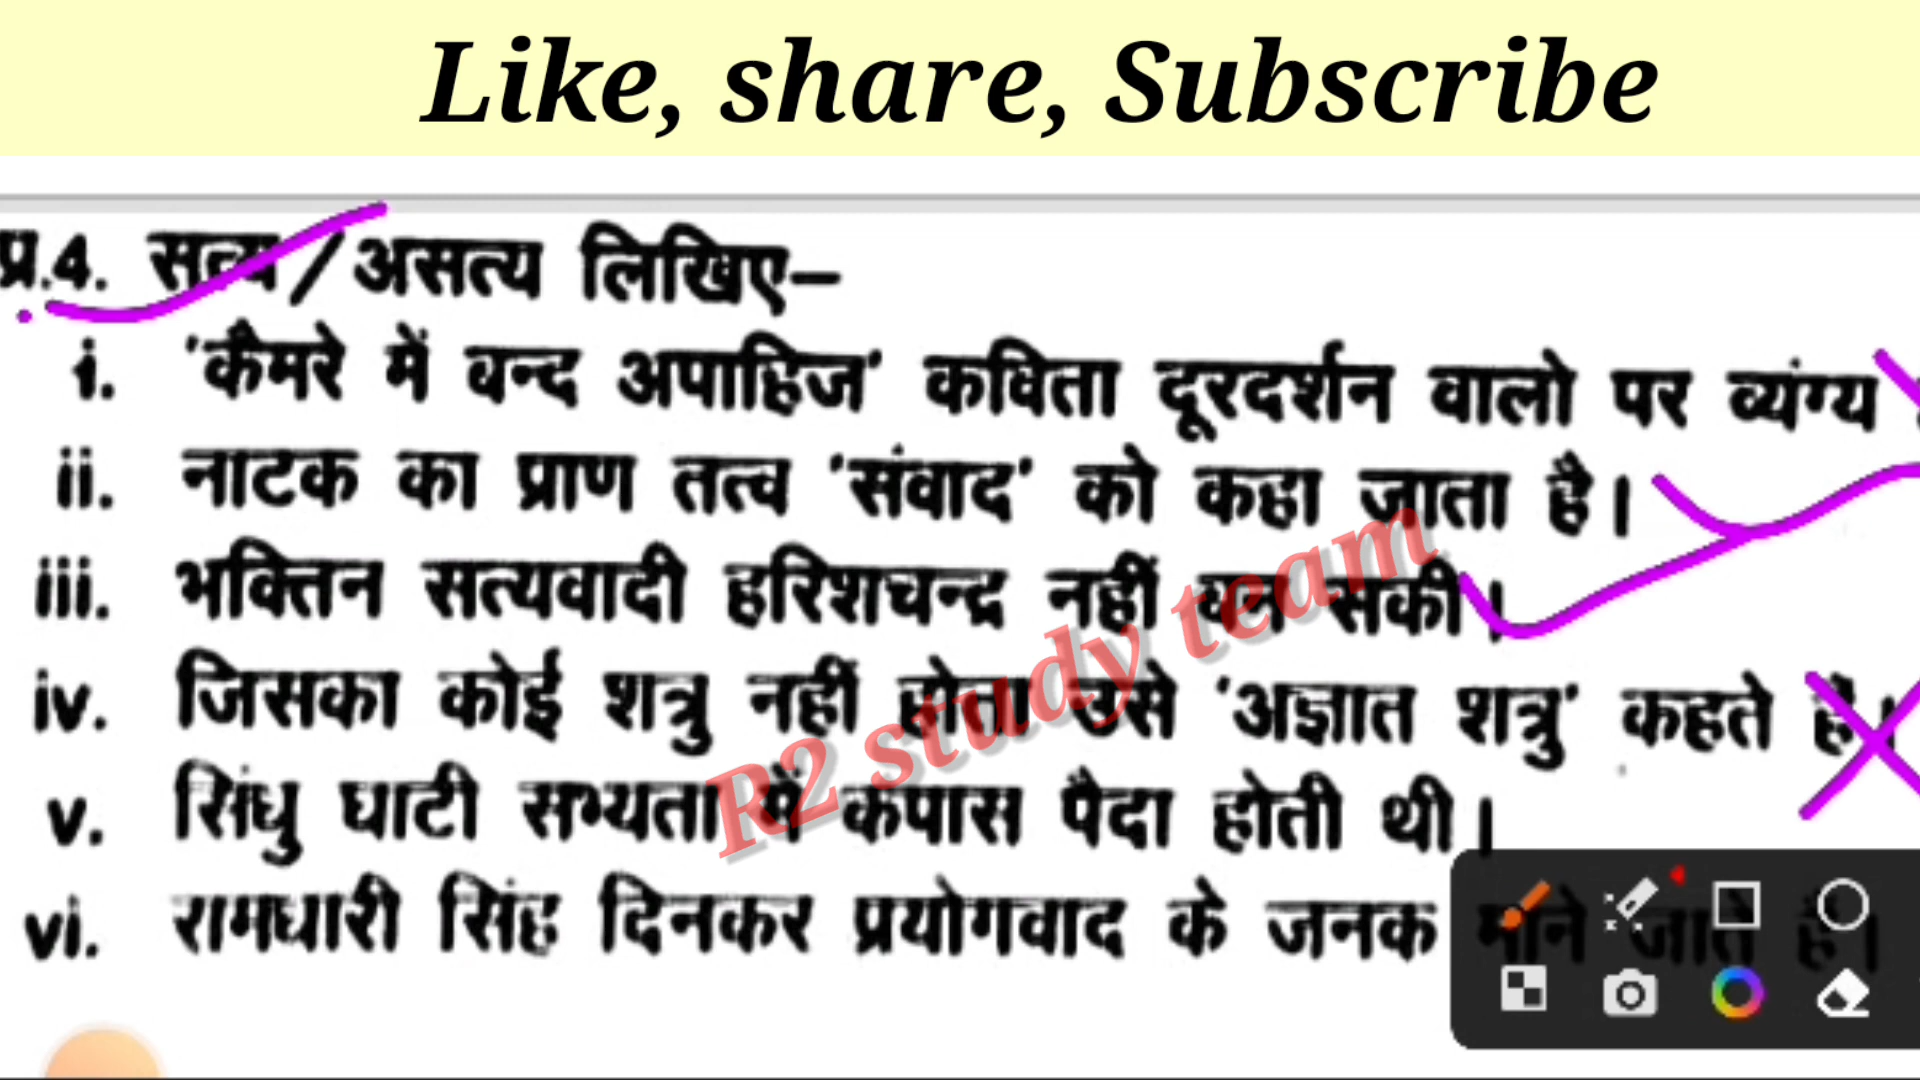 Like, share, Subscribe
प्र.4. सत्य/असत्य लिखिए–
i. 'कैमरे में बन्द अपाहिज' कविता दूरदर्शन वालो पर व्यंग्य
ii. नाटक का प्राण तत्व 'संवाद' को कहा जाता है।
iii. भक्तिन सत्यवादी हरिशचन्द्र नहीं बन सकी।
iv. जिसका कोई शत्रु नहीं होता उसे 'अज्ञात शत्रु' कहते है।
v. सिंधु घाटी सभ्यता में कपास पैदा होती थी।
vi. रामधारी सिंह दिनकर प्रयोगवाद के जनक माने जाते हैं।
R2 study team